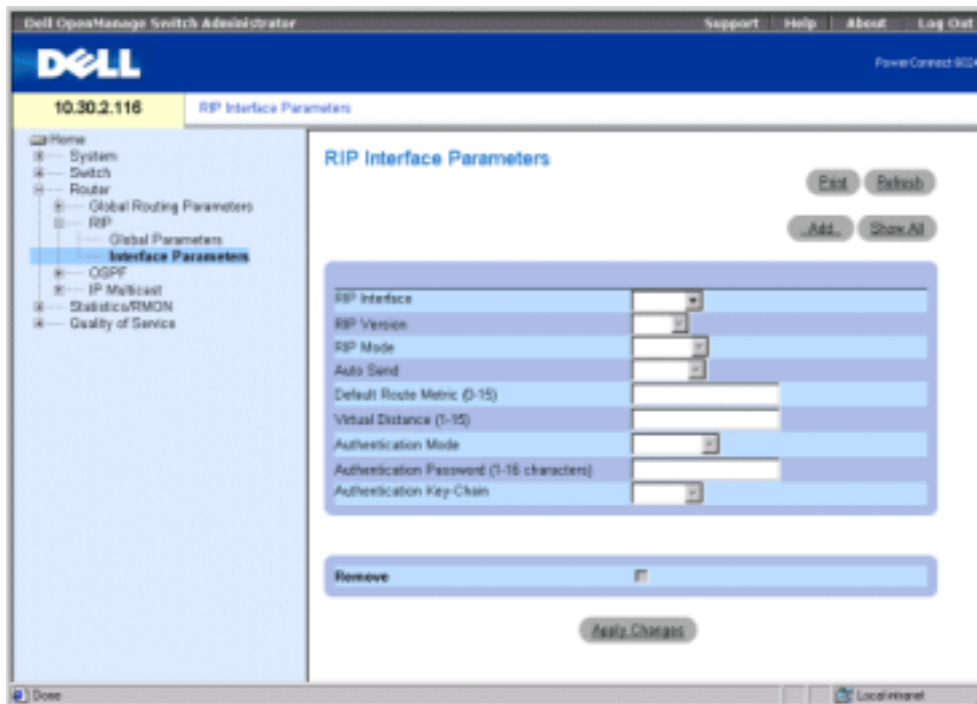 Dell OpenManage Switch Administrator
Support Help About Log Out
DELL
PowerConnect 6024
10.30.2.116
RIP Interface Parameters
Home
System
Switch
Router
Global Routing Parameters
RIP
Global Parameters
Interface Parameters
OSPF
IP Multicast
Statistics/RMON
Quality of Service
RIP Interface Parameters
Print Refresh
Add Show All
RIP Interface
RIP Version
RIP Mode
Auto Send
Default Route Metric (0-15)
Virtual Distance (1-15)
Authentication Mode
Authentication Password (1-16 characters)
Authentication Key-Chain
Remove
Apply Changes
Done
Local intranet